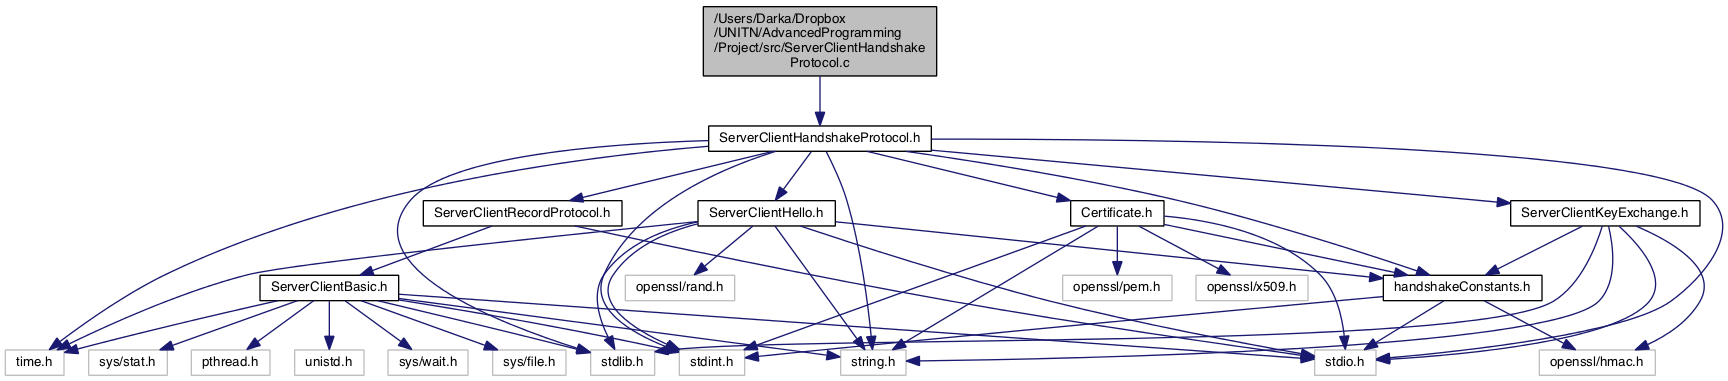 /Users/Darka/Dropbox
/UNITN/AdvancedProgramming
/Project/src/ServerClientHandshake
Protocol.c
ServerClientHandshakeProtocol.h
ServerClientRecordProtocol.h
ServerClientHello.h
Certificate.h
ServerClientKeyExchange.h
ServerClientBasic.h
openssl/rand.h
openssl/pem.h
openssl/x509.h
handshakeConstants.h
time.h
sys/stat.h
pthread.h
unistd.h
sys/wait.h
sys/file.h
stdlib.h
stdint.h
string.h
stdio.h
openssl/hmac.h